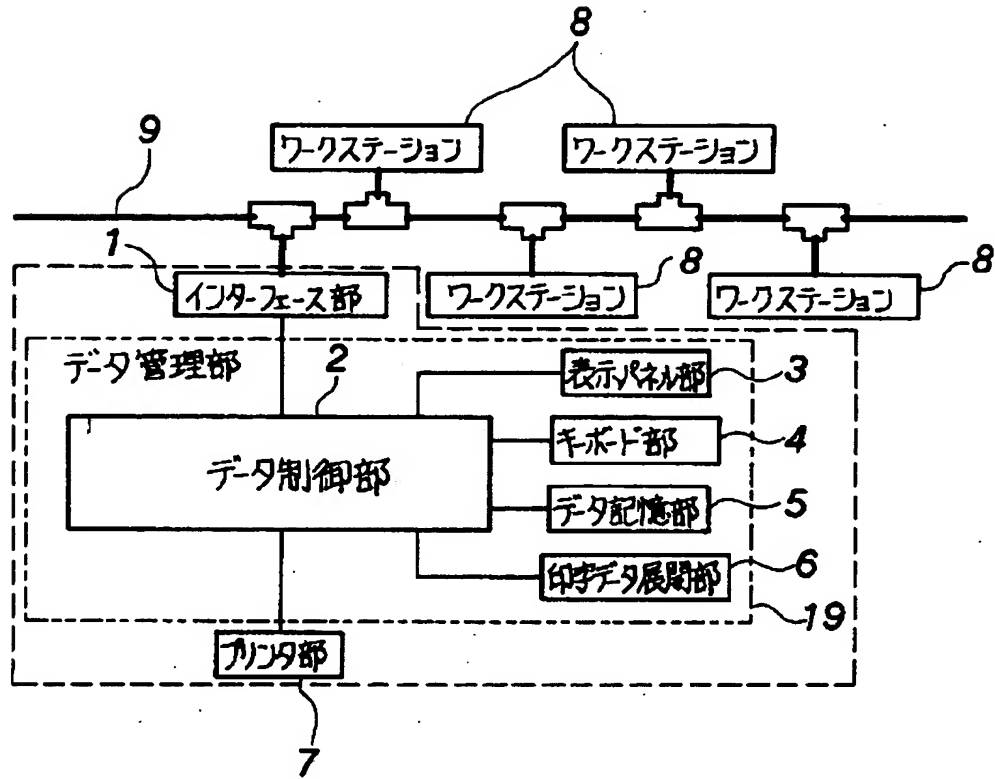 8
ワークステーション
ワークステーション
9
1
インターフェース部
8
ワークステーション
8
ワークステーション
データ管理部
2
表示パネル部
3
データ制御部
キーボード部
4
データ記憶部
5
印字データ展開部
6
19
プリンタ部
7